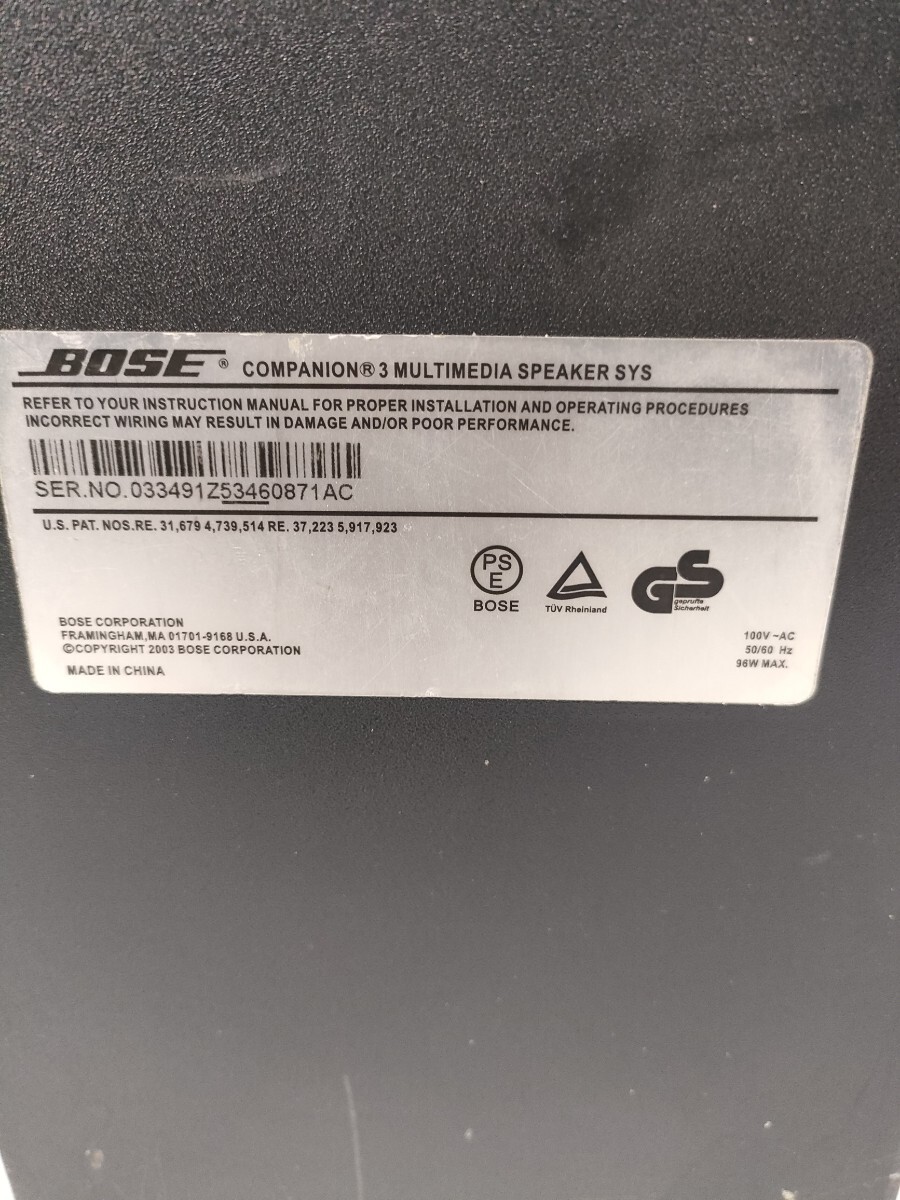 BOSE® COMPANION® 3 MULTIMEDIA SPEAKER SYS
REFER TO YOUR INSTRUCTION MANUAL FOR PROPER INSTALLATION AND OPERATING PROCEDURES
INCORRECT WIRING MAY RESULT IN DAMAGE AND/OR POOR PERFORMANCE.
SER.NO.033491Z53460871AC
U.S. PAT. NOS.RE. 31,679 4,739,514 RE. 37,223 5,917,923
PS
E
BOSE
TÜV Rheinland
GS
geprüfte
Sicherheit
BOSE CORPORATION
FRAMINGHAM,MA 01701-9168 U.S.A.
©COPYRIGHT 2003 BOSE CORPORATION
MADE IN CHINA
100V ~AC
50/60 Hz
96W MAX.